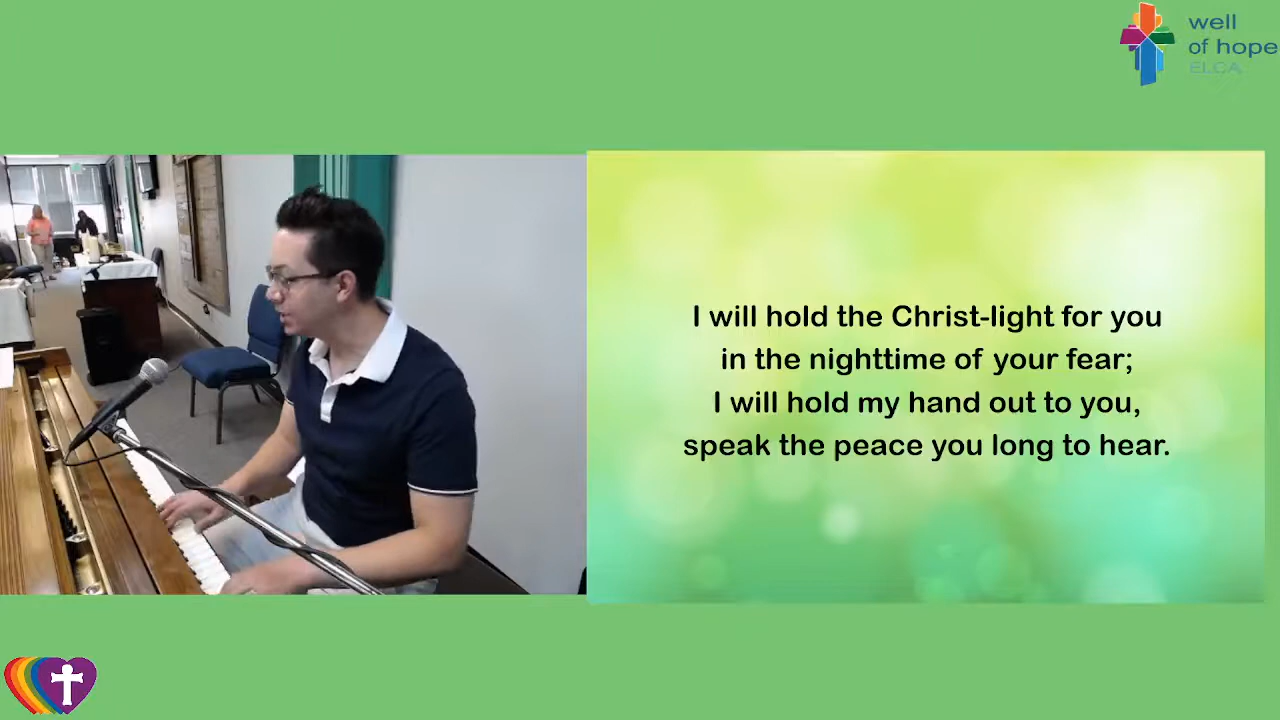 well
of hope
ELCA
I will hold the Christ-light for you
in the nighttime of your fear;
I will hold my hand out to you,
speak the peace you long to hear.